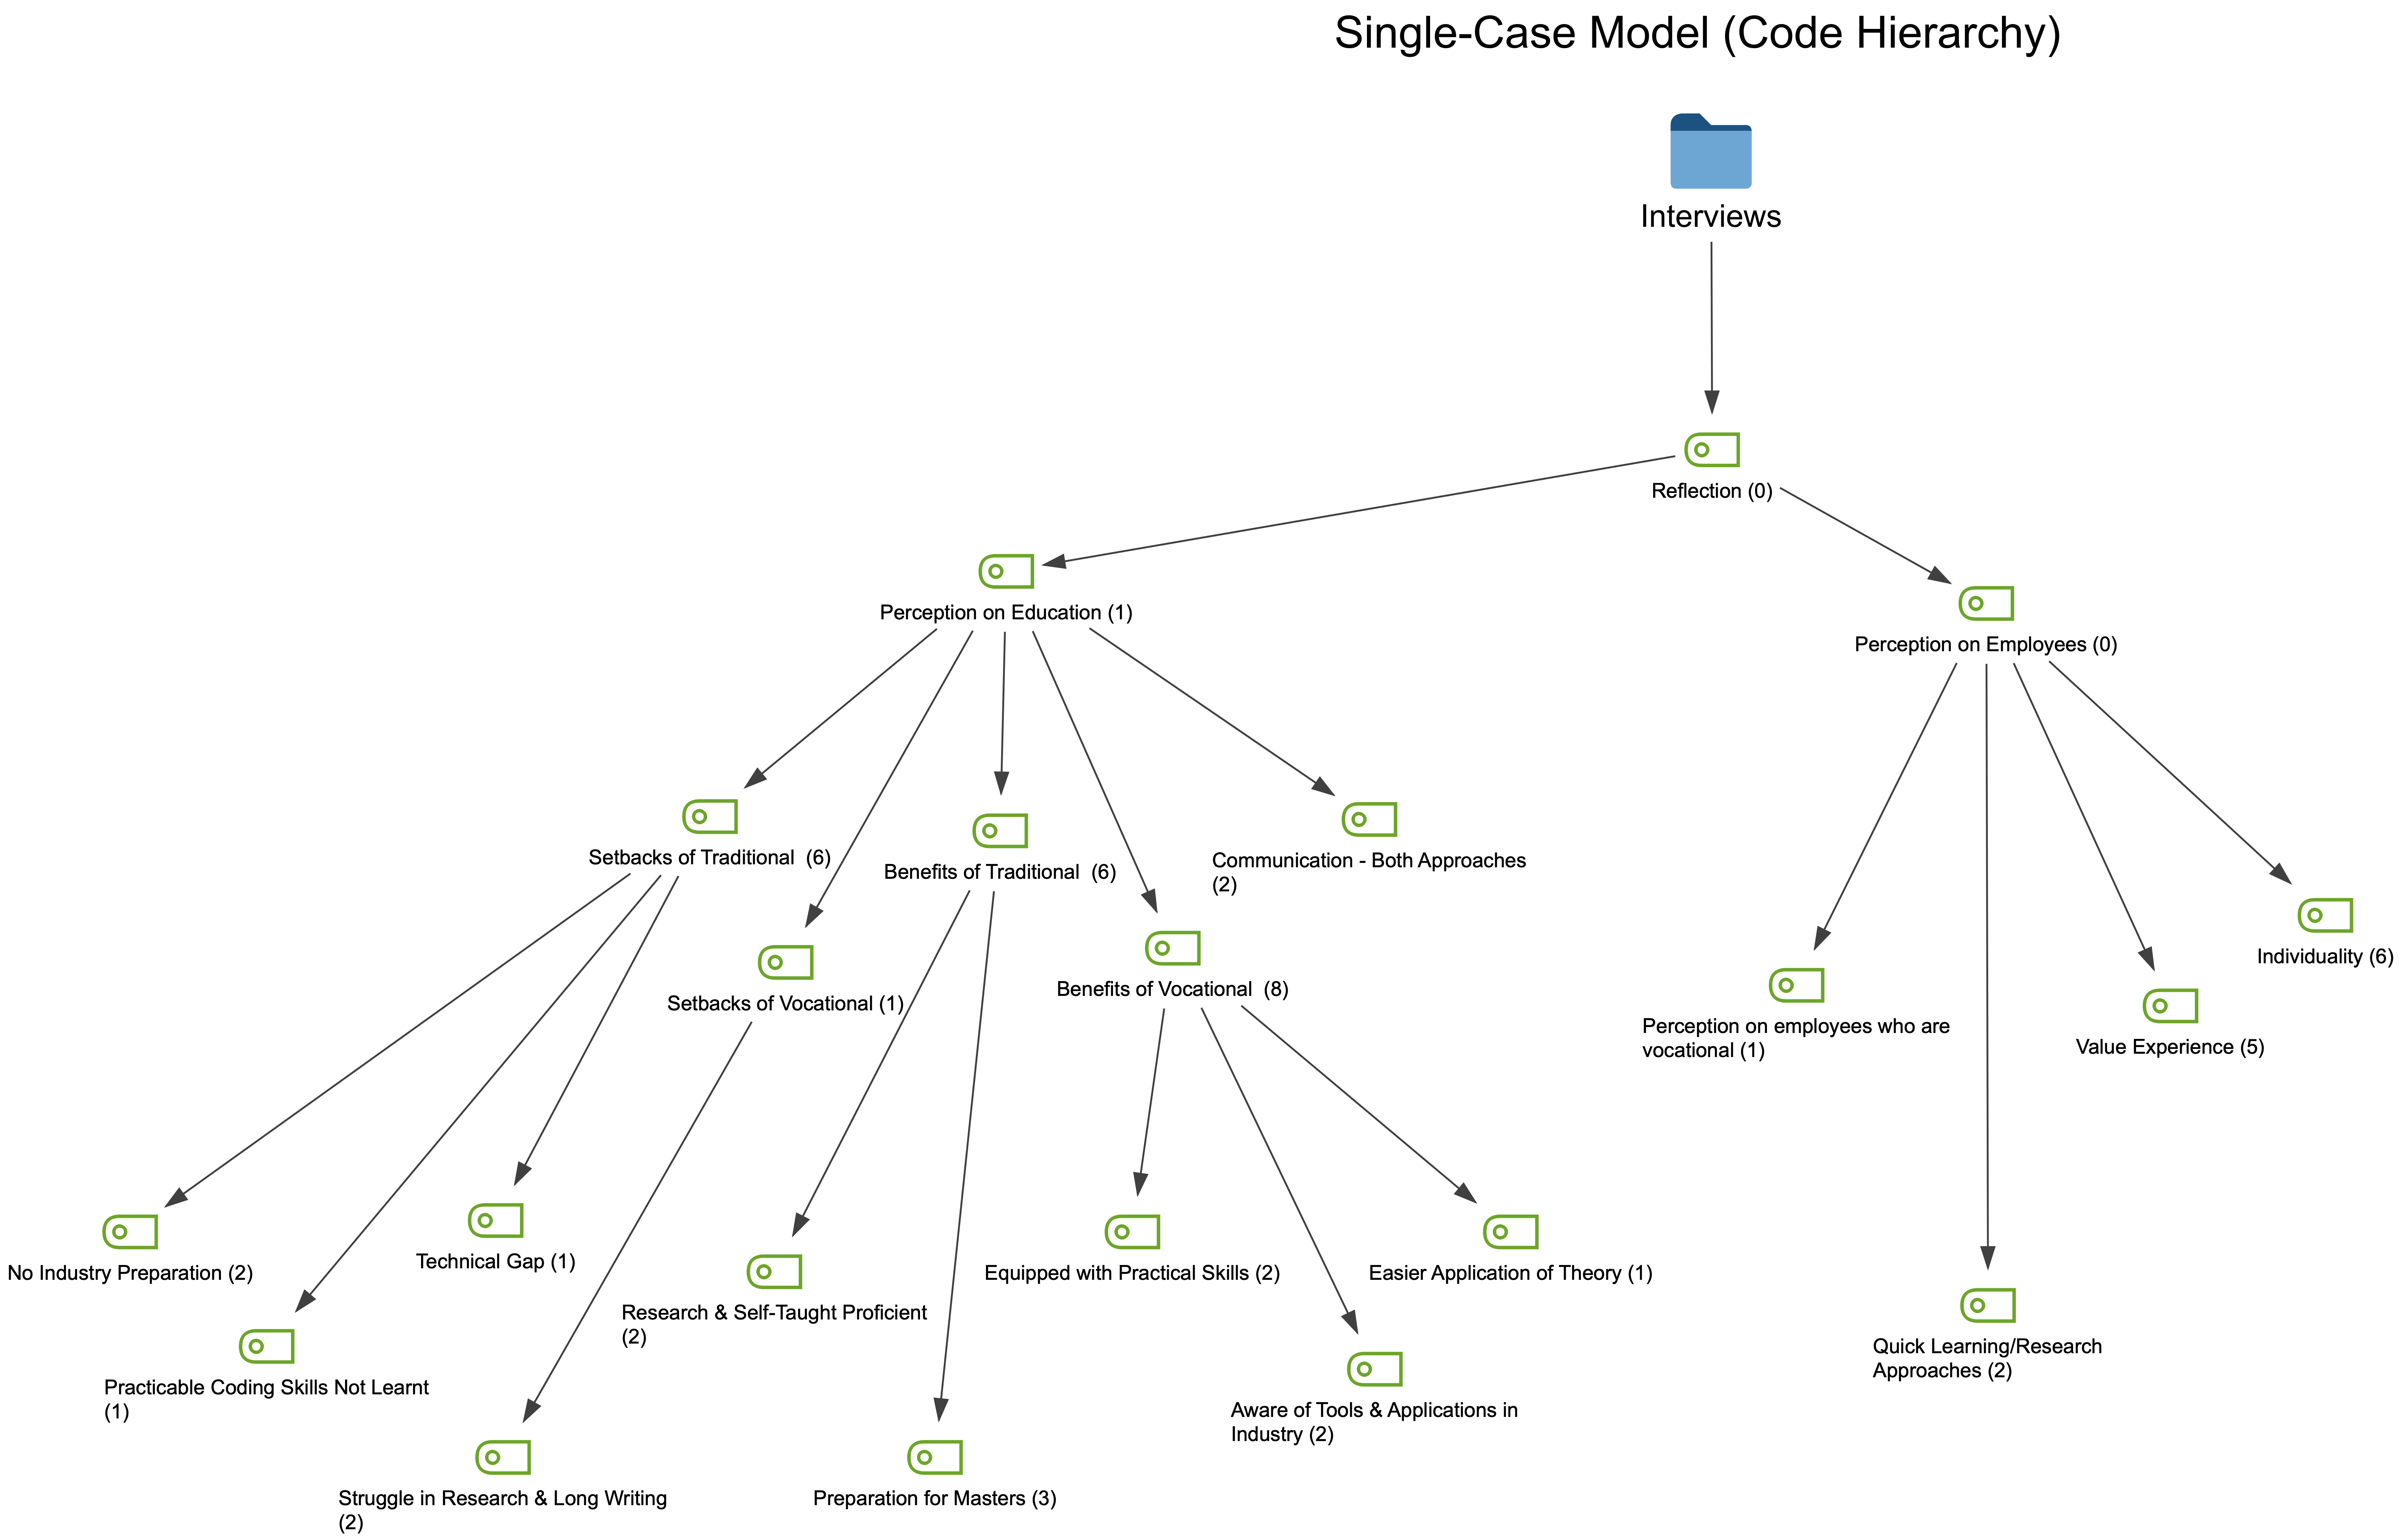 Single-Case Model (Code Hierarchy)
Interviews
Reflection (0)
Perception on Education (1)
Perception on Employees (0)
Setbacks of Traditional  (6)
Benefits of Traditional  (6)
Communication - Both Approaches
(2)
Setbacks of Vocational (1)
Benefits of Vocational  (8)
Perception on employees who are
vocational (1)
Value Experience (5)
Individuality (6)
No Industry Preparation (2)
Technical Gap (1)
Research & Self-Taught Proficient
(2)
Equipped with Practical Skills (2)
Easier Application of Theory (1)
Quick Learning/Research
Approaches (2)
Practicable Coding Skills Not Learnt
(1)
Aware of Tools & Applications in
Industry (2)
Struggle in Research & Long Writing
(2)
Preparation for Masters (3)